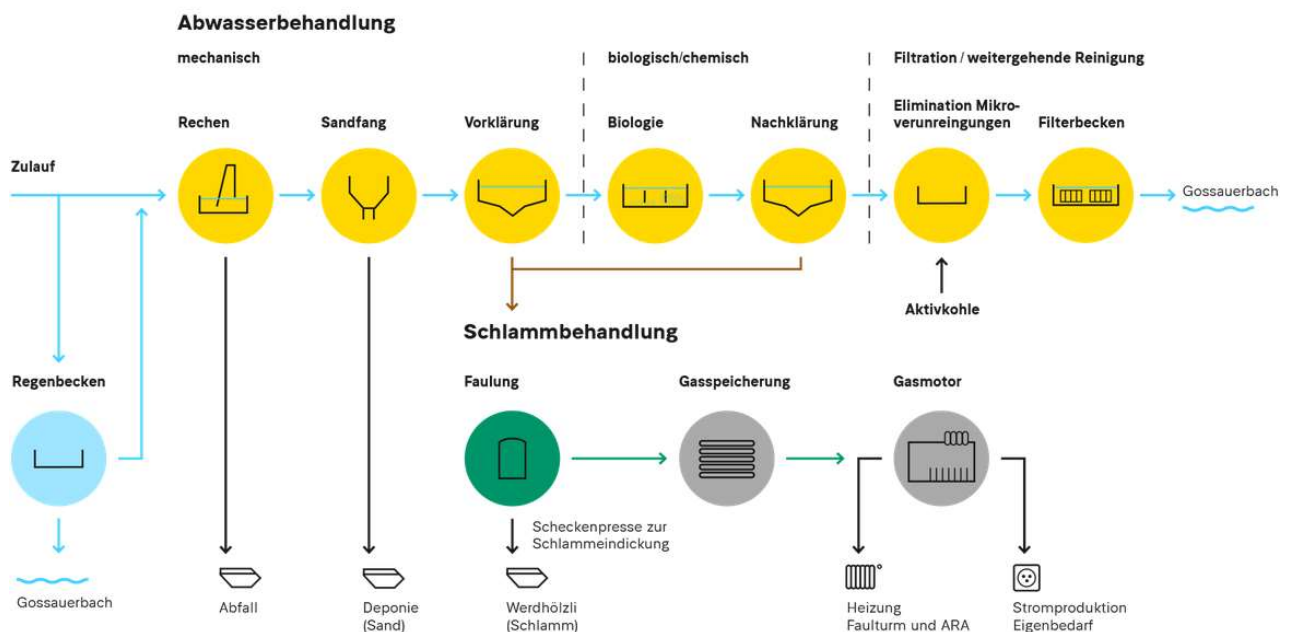 Abwasserbehandlung
mechanisch
biologisch/chemisch
Filtration / weitergehende Reinigung
Rechen
Sandfang
Vorklärung
Biologie
Nachklärung
Elimination Mikro-
verunreingungen
Filterbecken
Zulauf
Gossauerbach
Aktivkohle
Schlammbehandlung
Regenbecken
Faulung
Gasspeicherung
Gasmotor
Scheckenpresse zur
Schlammeindickung
Gossauerbach
Abfall
Deponie
(Sand)
Werdhölzli
(Schlamm)
Heizung
Faulturm und ARA
Stromproduktion
Eigenbedarf